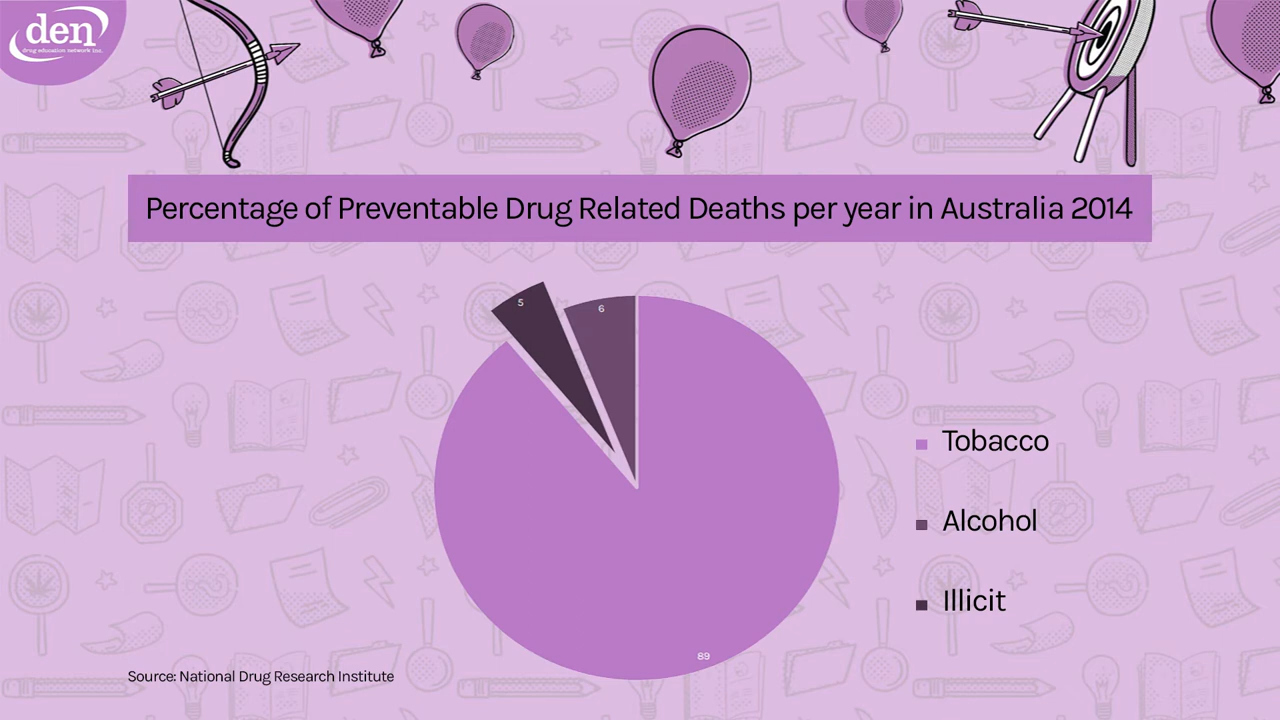 den
drug education network inc.
Percentage of Preventable Drug Related Deaths per year in Australia 2014
5
6
Tobacco
Alcohol
Illicit
89
Source: National Drug Research Institute